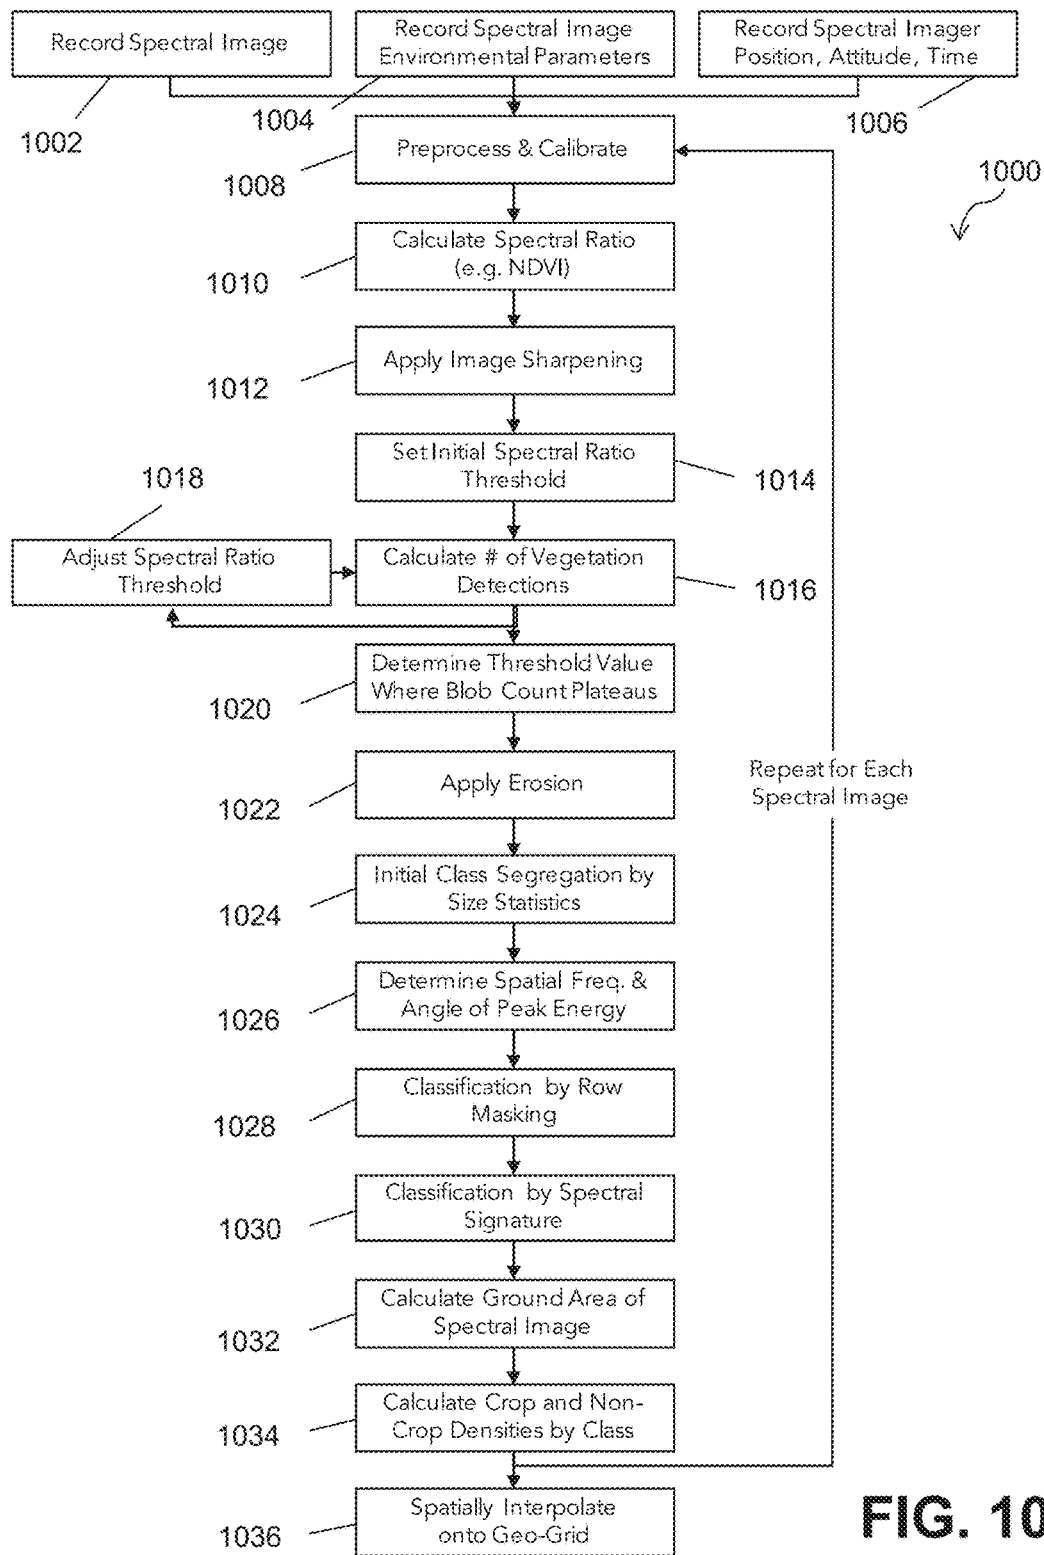 Record Spectral Image
Record Spectral Image
Environmental Parameters
Record Spectral Imager
Position, Attitude, Time
1002
1004
1006
Preprocess & Calibrate
1008
1000
Calculate Spectral Ratio
(e.g. NDVI)
1010
Apply Image Sharpening
1012
Set Initial Spectral Ratio
Threshold
1014
1018
Adjust Spectral Ratio
Threshold
Calculate # of Vegetation
Detections
1016
Determine Threshold Value
Where Blob Count Plateaus
1020
Apply Erosion
1022
Repeat for Each
Spectral Image
Initial Class Segregation by
Size Statistics
1024
Determine Spatial Freq. &
Angle of Peak Energy
1026
Classification by Row
Masking
1028
Classification by Spectral
Signature
1030
Calculate Ground Area of
Spectral Image
1032
Calculate Crop and Non-
Crop Densities by Class
1034
Spatially Interpolate
onto Geo-Grid
1036
FIG. 10